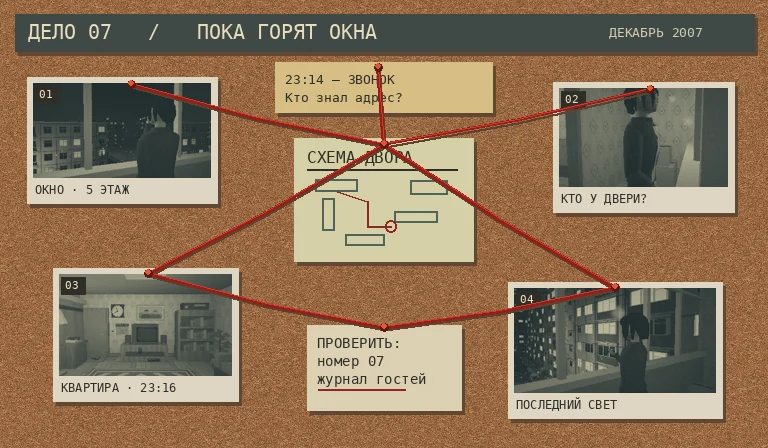 ДЕЛО 07 / ПОКА ГОРЯТ ОКНА
ДЕКАБРЬ 2007
23:14 — ЗВОНОК
Кто знал адрес?
01
ОКНО · 5 ЭТАЖ
02
КТО У ДВЕРИ?
СХЕМА ДВОРА
03
КВАРТИРА · 23:16
ПРОВЕРИТЬ:
номер 07
журнал гостей
04
ПОСЛЕДНИЙ СВЕТ